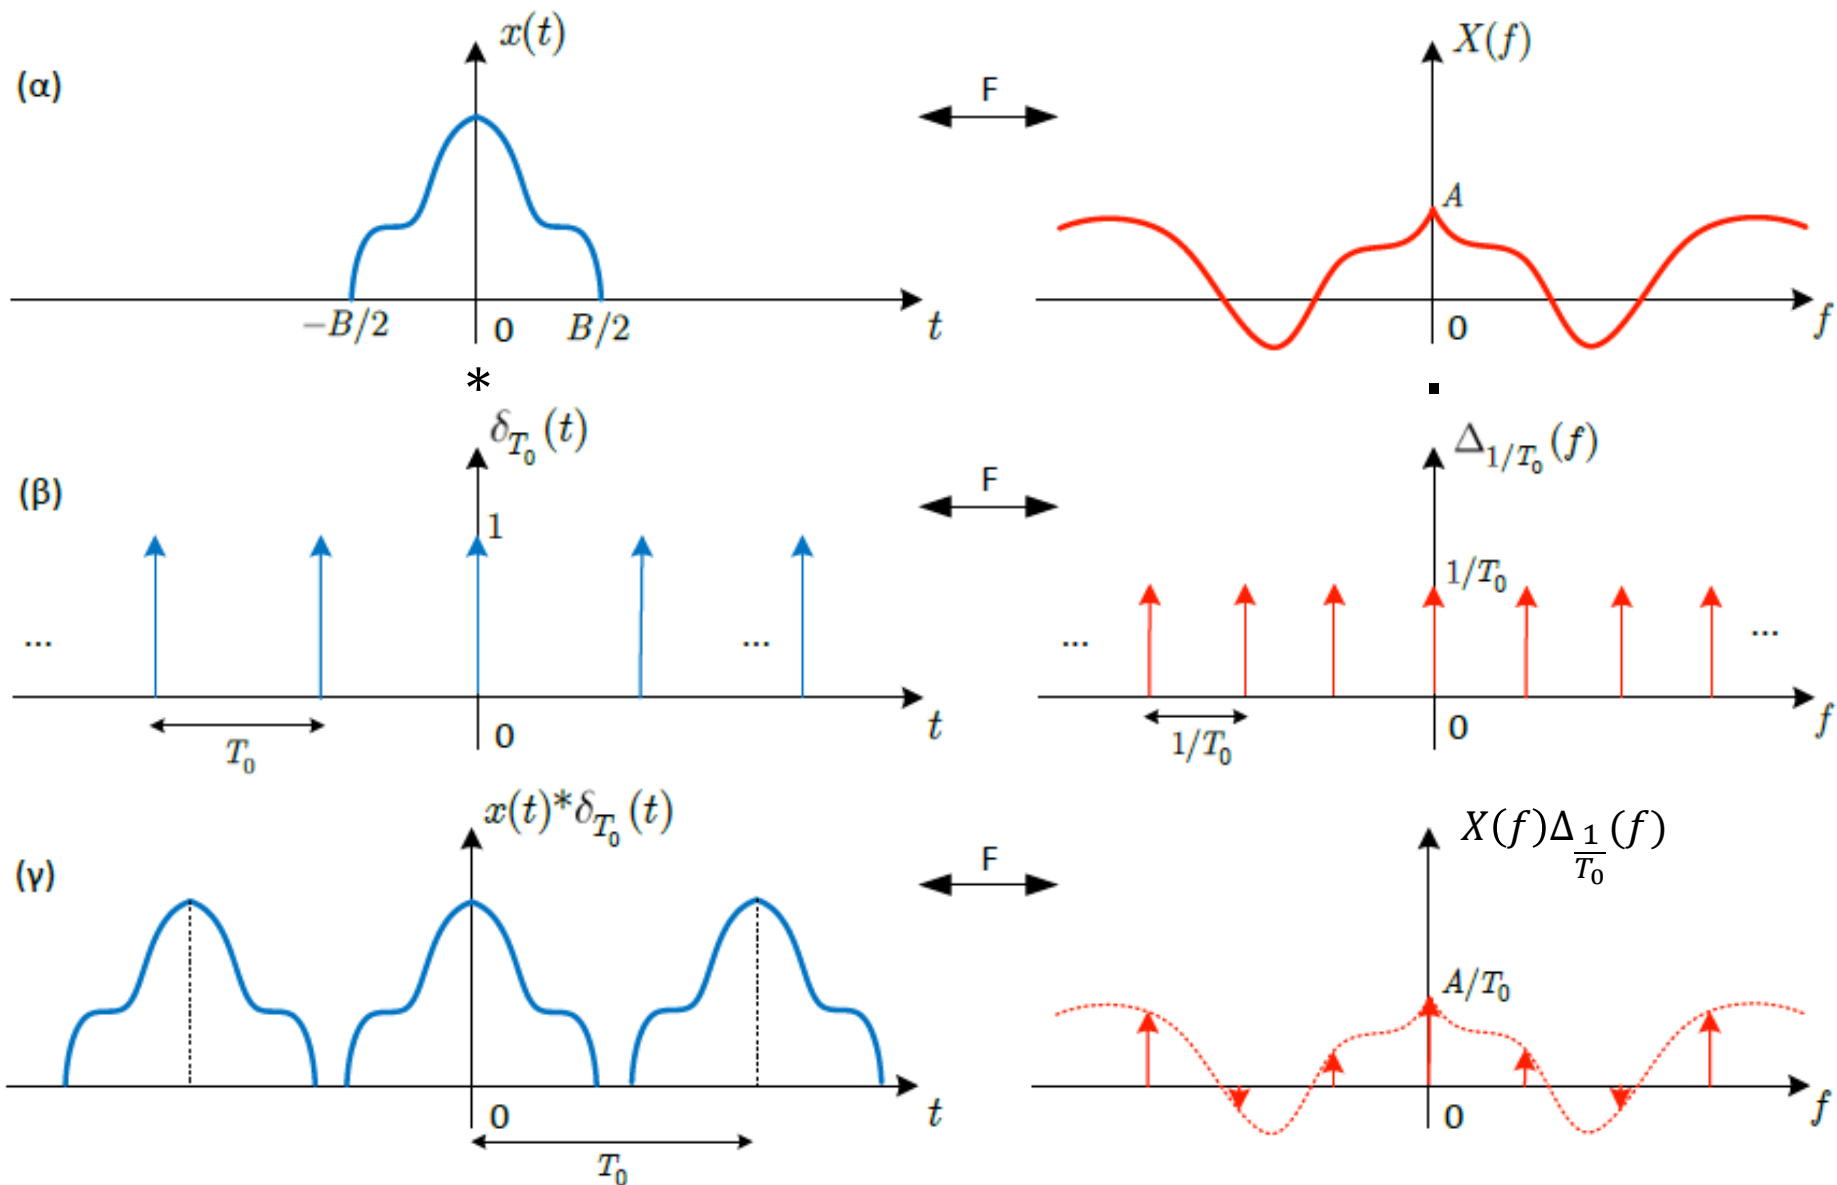 (α)
x(t)
F
X(f)
A
−B/2
0
B/2
t
0
f
*
.
(β)
δ_{T_0}(t)
F
Δ_{1/T_0}(f)
1
1/T_0
...
...
...
...
T_0
0
t
1/T_0
0
f
(γ)
x(t)*δ_{T_0}(t)
F
X(f)Δ_{\frac{1}{T_0}}(f)
A/T_0
0
t
T_0
0
f